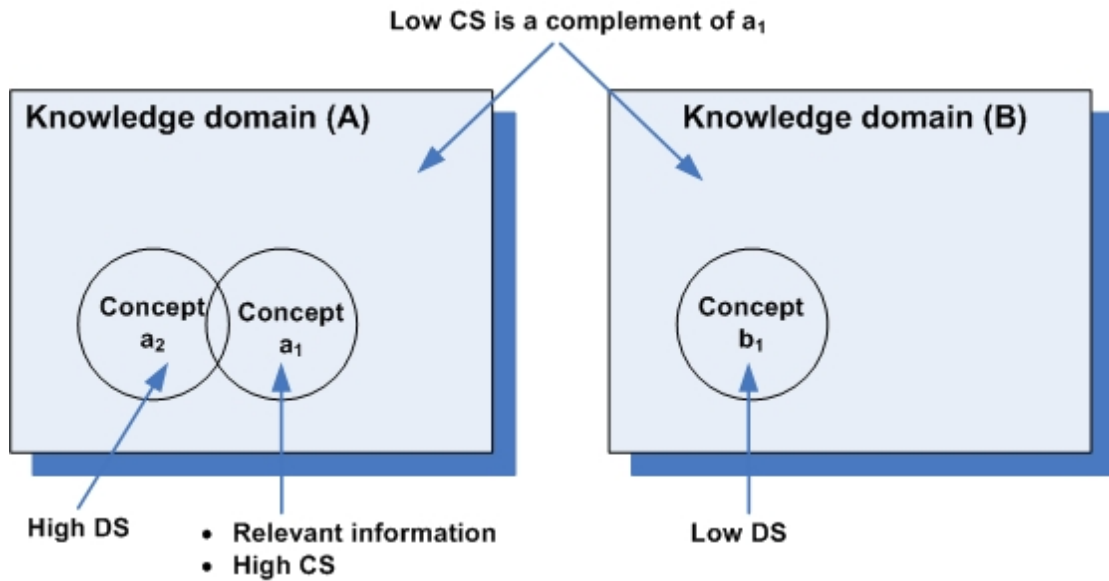 Low CS is a complement of a₁
Knowledge domain (A)
Knowledge domain (B)
Concept
a₂
Concept
a₁
Concept
b₁
High DS
• Relevant information
• High CS
Low DS